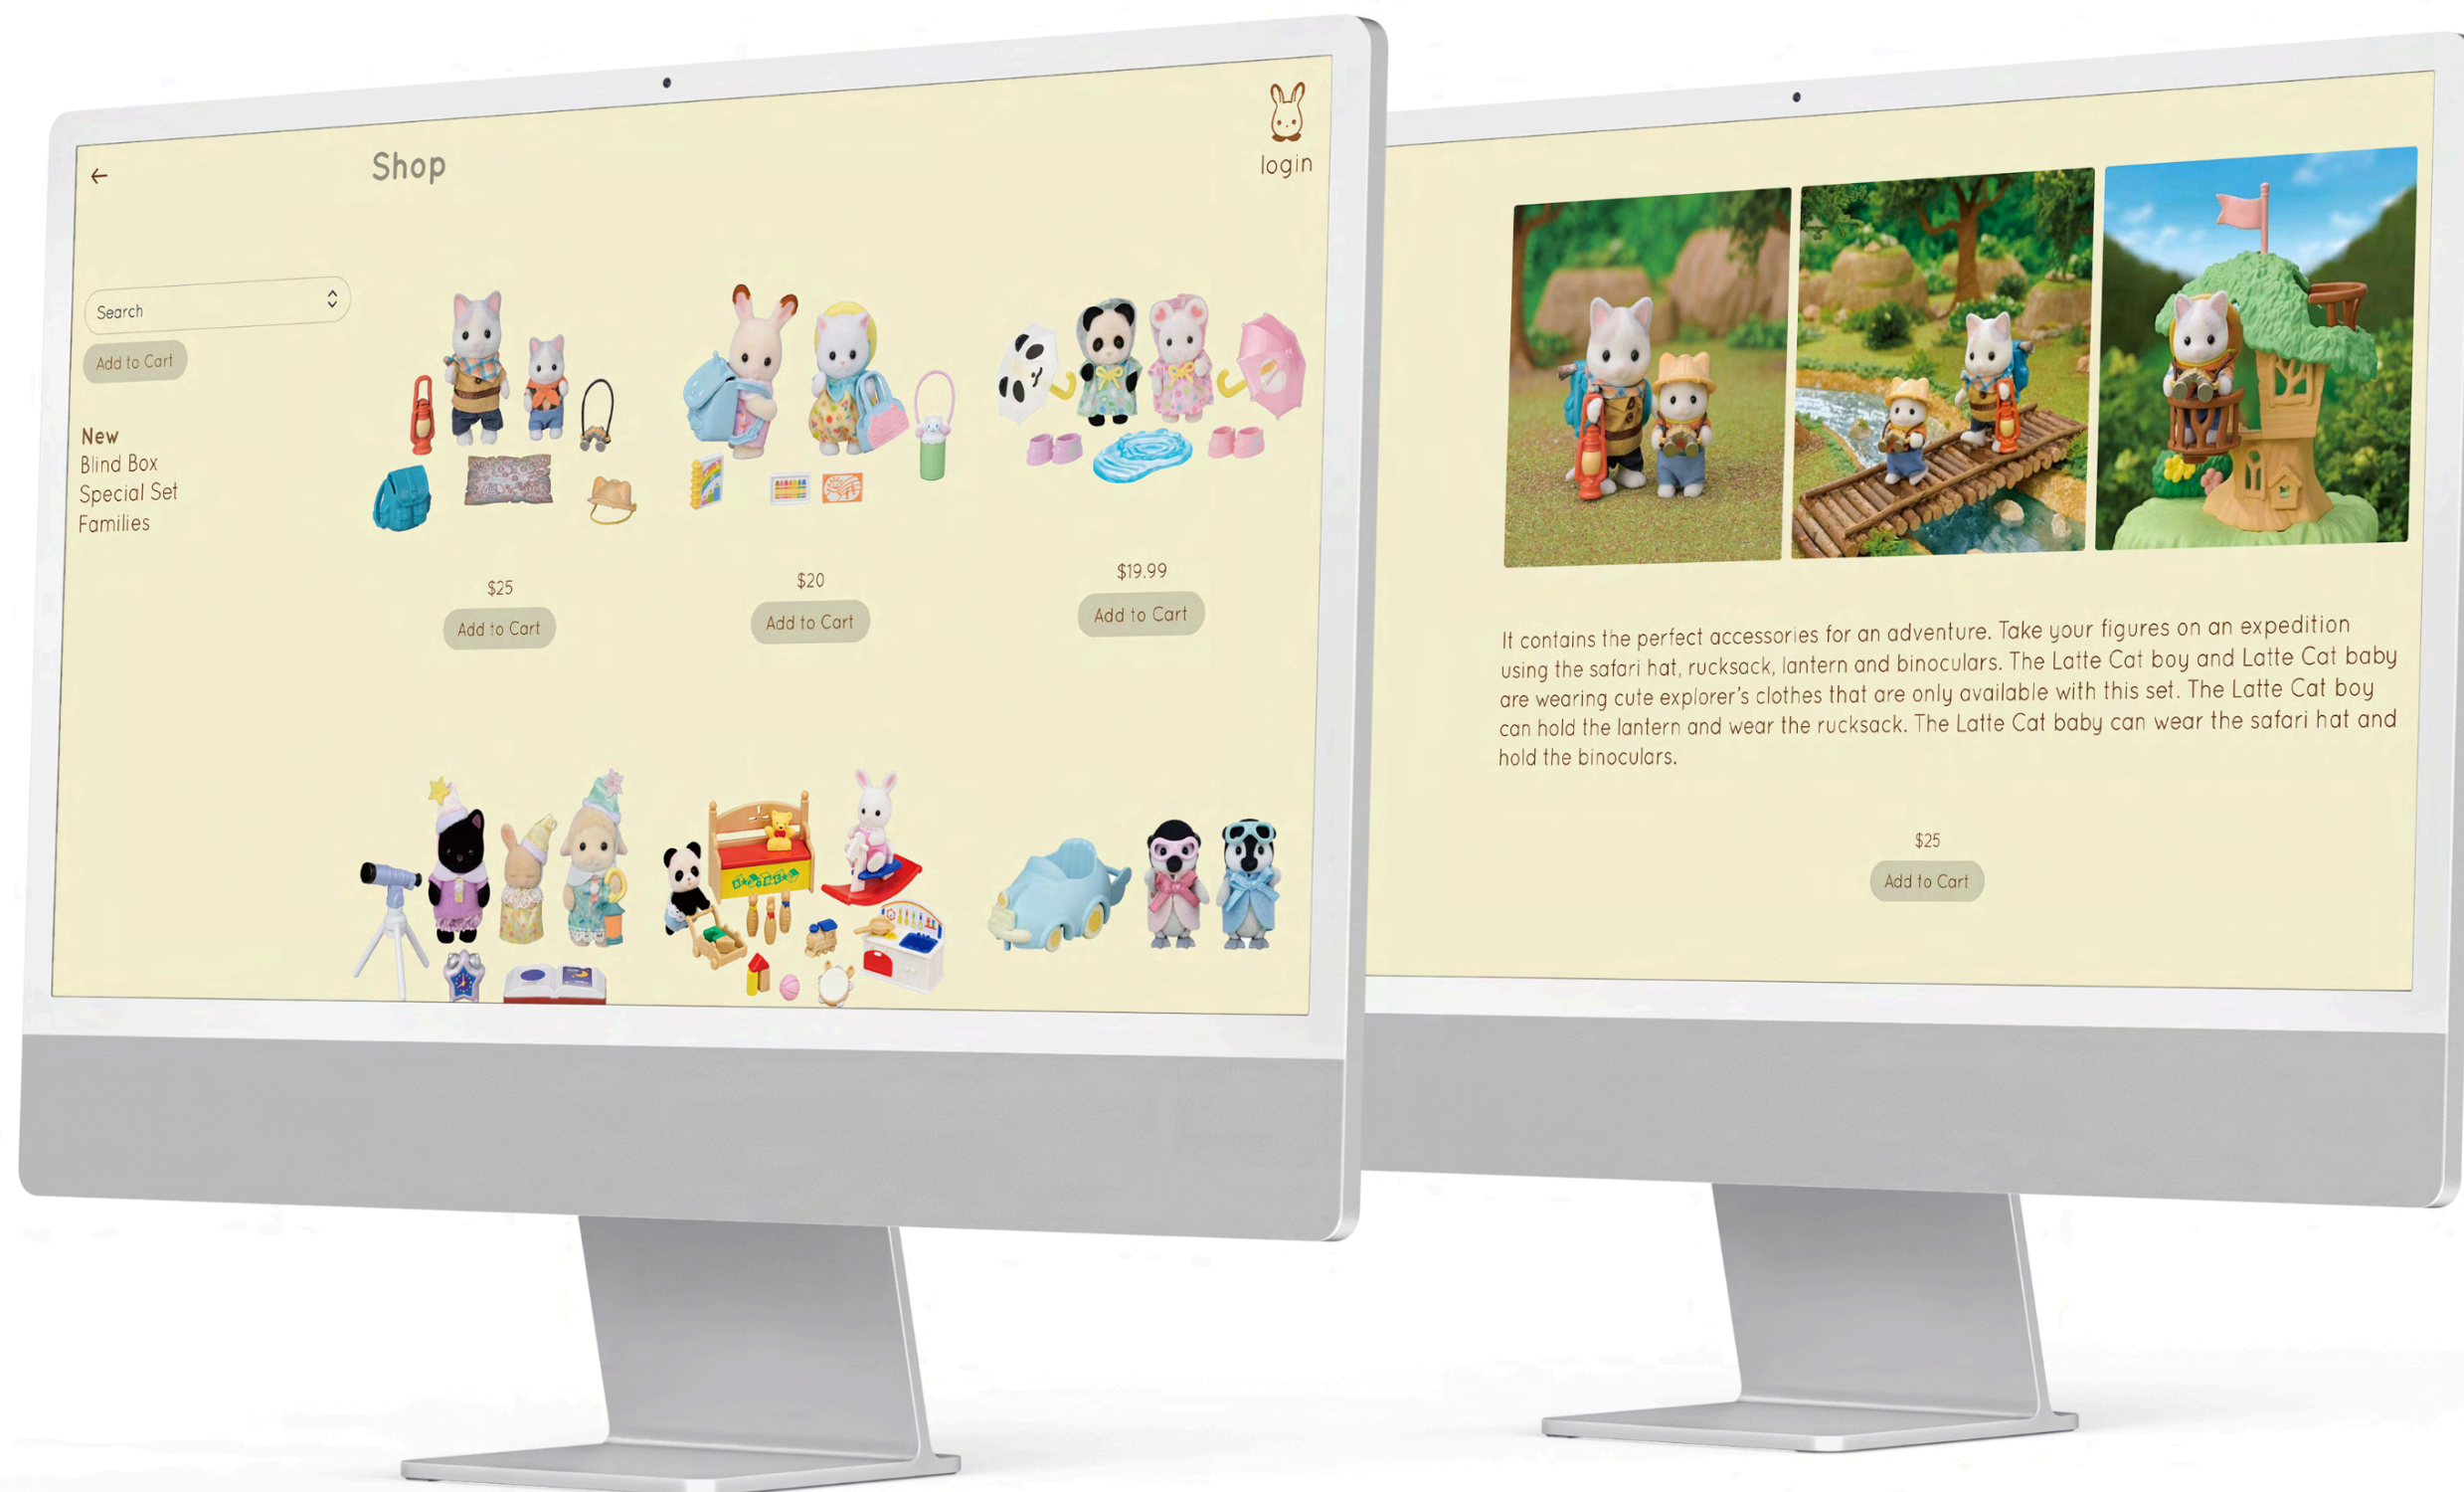 Shop
login
Search
Add to Cart
New
Blind Box
Special Set
Families
$25
Add to Cart
$20
Add to Cart
$19.99
Add to Cart
It contains the perfect accessories for an adventure. Take your figures on an expedition
using the safari hat, rucksack, lantern and binoculars. The Latte Cat boy and Latte Cat baby
are wearing cute explorer's clothes that are only available with this set. The Latte Cat boy
can hold the lantern and wear the rucksack. The Latte Cat baby can wear the safari hat and
hold the binoculars.
$25
Add to Cart